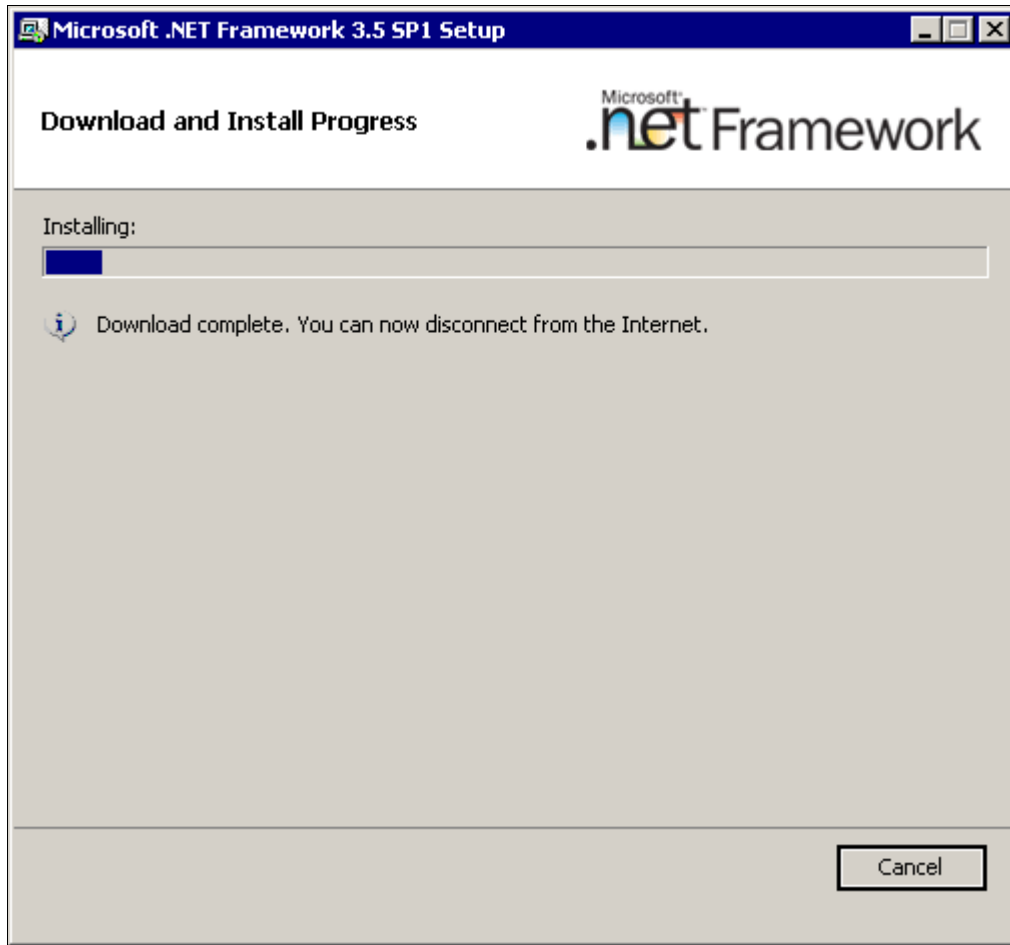 Microsoft .NET Framework 3.5 SP1 Setup
Download and Install Progress
Microsoft
.net Framework
Installing:
Download complete. You can now disconnect from the Internet.
Cancel